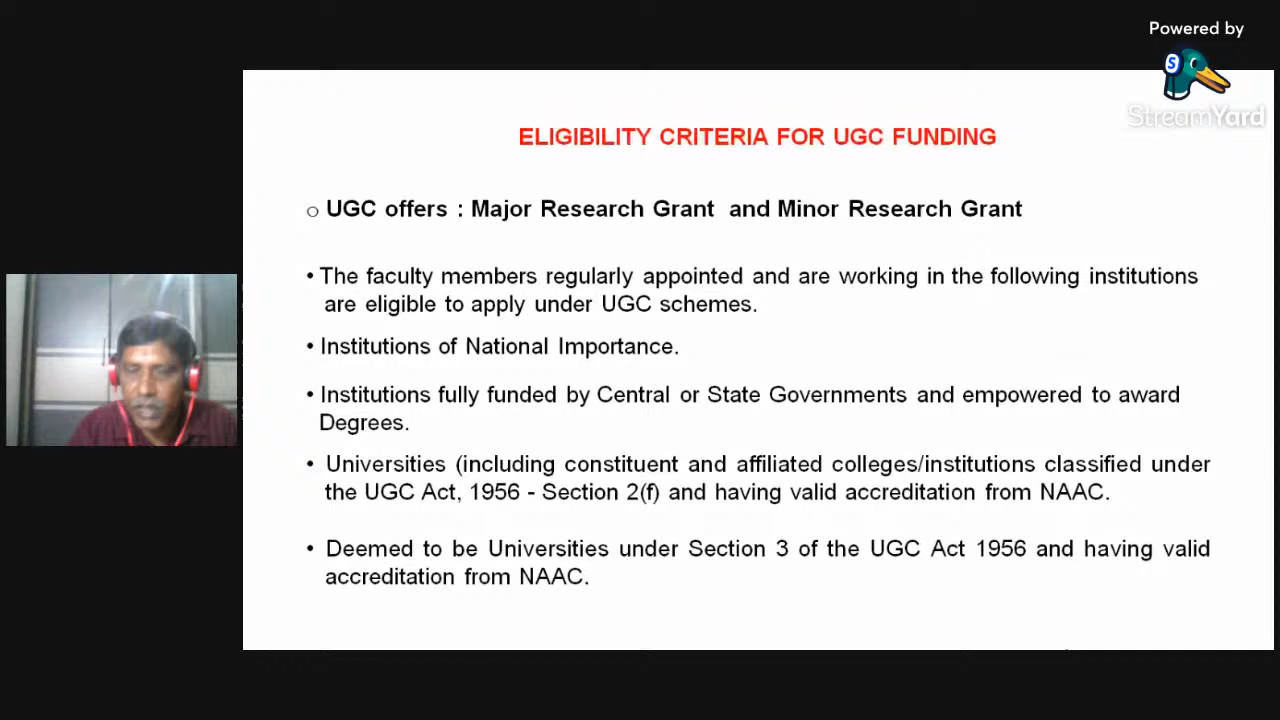 Powered by
StreamYard
ELIGIBILITY CRITERIA FOR UGC FUNDING
o UGC offers : Major Research Grant and Minor Research Grant
• The faculty members regularly appointed and are working in the following institutions
are eligible to apply under UGC schemes.
• Institutions of National Importance.
• Institutions fully funded by Central or State Governments and empowered to award
Degrees.
• Universities (including constituent and affiliated colleges/institutions classified under
the UGC Act, 1956 - Section 2(f) and having valid accreditation from NAAC.
• Deemed to be Universities under Section 3 of the UGC Act 1956 and having valid
accreditation from NAAC.